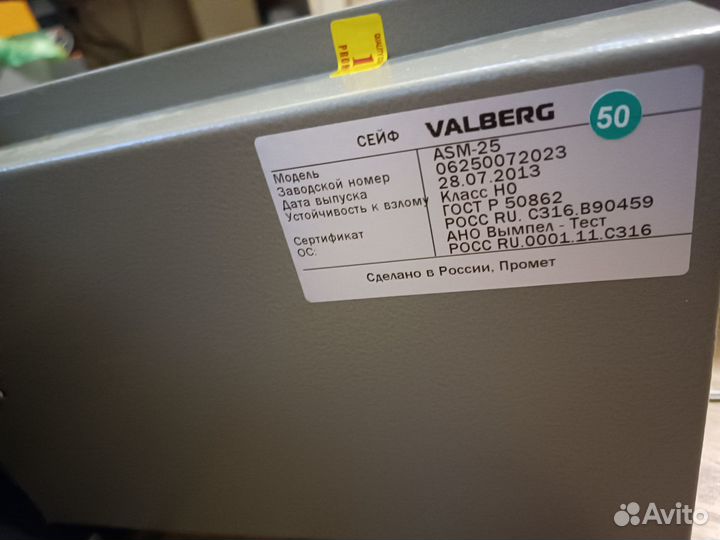 СЕЙФ VALBERG 50
Модель ASM-25
Заводской номер 06250072023
Дата выпуска 28.07.2013
Устойчивость к взлому Класс H0
ГОСТ Р 50862
Сертификат РОСС RU. С316.В90459
ОС: АНО Вымпел - Тест
РОСС RU.0001.11.С316
Сделано в России, Промет
Avito